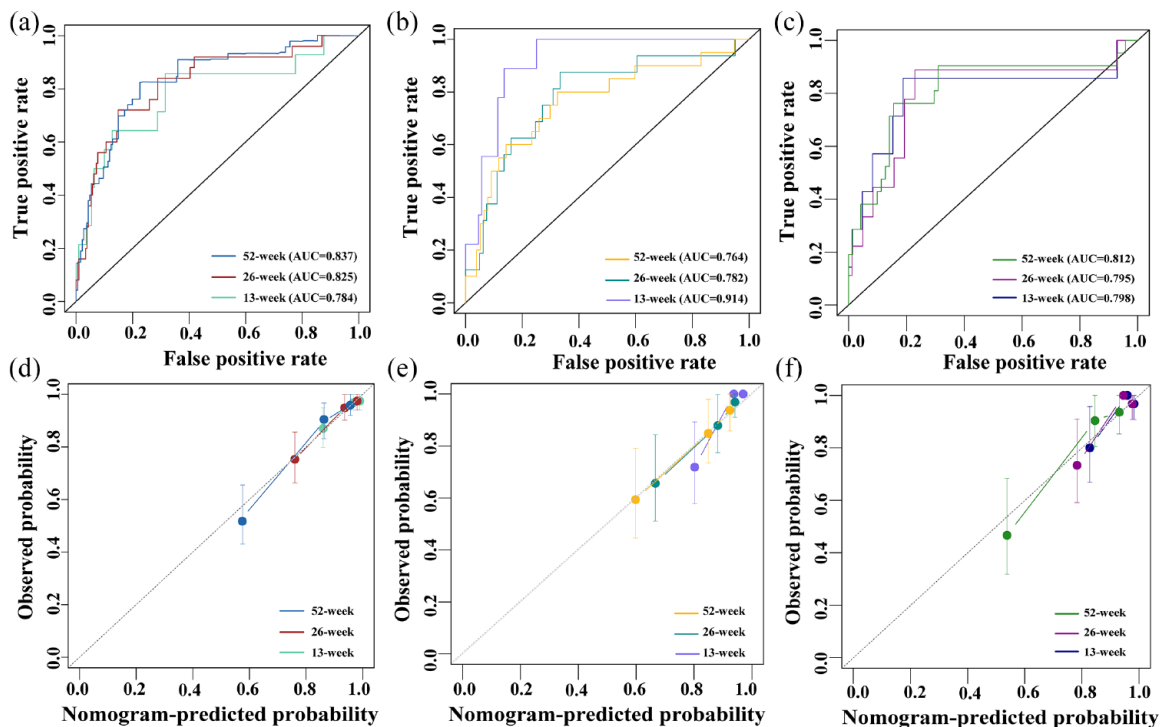 (a)
True positive rate
1.0
0.8
0.6
0.4
0.2
0.0
52-week (AUC=0.837)
26-week (AUC=0.825)
13-week (AUC=0.784)
0.0 0.2 0.4 0.6 0.8 1.0
False positive rate
(b)
True positive rate
1.0
0.8
0.6
0.4
0.2
0.0
52-week (AUC=0.764)
26-week (AUC=0.782)
13-week (AUC=0.914)
0.0 0.2 0.4 0.6 0.8 1.0
False positive rate
(c)
True positive rate
1.0
0.8
0.6
0.4
0.2
0.0
52-week (AUC=0.812)
26-week (AUC=0.795)
13-week (AUC=0.798)
0.0 0.2 0.4 0.6 0.8 1.0
False positive rate
(d)
Observed probability
1.0
0.8
0.6
0.4
0.2
0.0
52-week
26-week
13-week
0.0 0.2 0.4 0.6 0.8 1.0
Nomogram-predicted probability
(e)
Observed probability
1.0
0.8
0.6
0.4
0.2
0.0
52-week
26-week
13-week
0.0 0.2 0.4 0.6 0.8 1.0
Nomogram-predicted probability
(f)
Observed probability
1.0
0.8
0.6
0.4
0.2
0.0
52-week
26-week
13-week
0.0 0.2 0.4 0.6 0.8 1.0
Nomogram-predicted probability